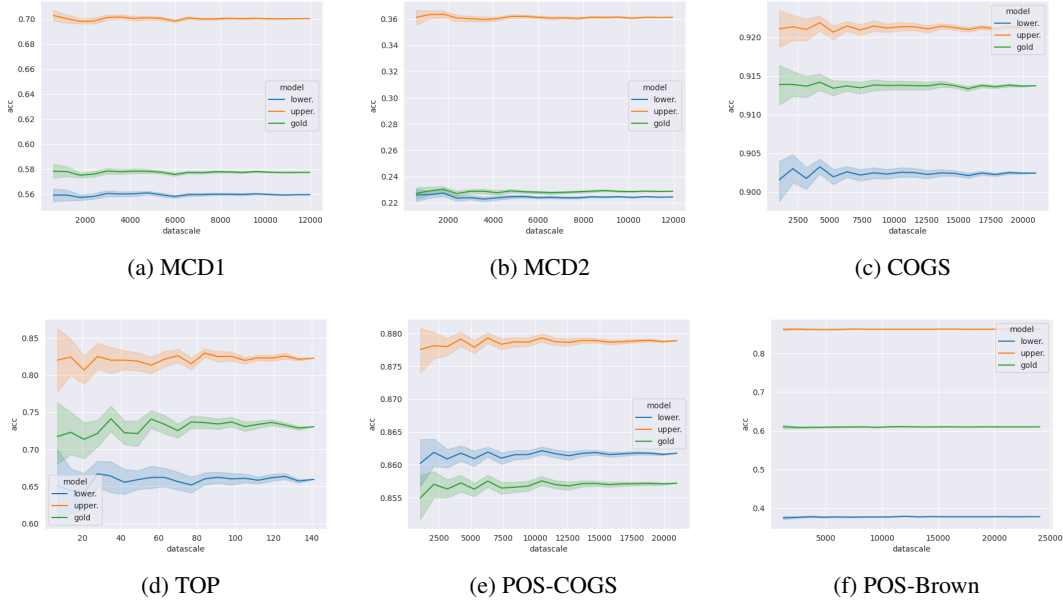 0.70
0.68
0.66
0.64
0.62
0.60
0.58
0.56
acc
model
lower.
upper.
gold
2000 4000 6000 8000 10000 12000
datascale
(a) MCD1
0.36
0.34
0.32
0.30
0.28
0.26
0.24
0.22
acc
model
lower.
upper.
gold
2000 4000 6000 8000 10000 12000
datascale
(b) MCD2
0.920
0.915
0.910
0.905
0.900
acc
model
lower.
upper.
gold
2500 5000 7500 10000 12500 15000 17500 20000
datascale
(c) COGS
0.85
0.80
0.75
0.70
0.65
0.60
acc
model
lower.
upper.
gold
20 40 60 80 100 120 140
datascale
(d) TOP
0.880
0.875
0.870
0.865
0.860
0.855
acc
model
lower.
upper.
gold
2500 5000 7500 10000 12500 15000 17500 20000
datascale
(e) POS-COGS
0.8
0.7
0.6
0.5
0.4
acc
model
lower.
upper.
gold
5000 10000 15000 20000 25000
datascale
(f) POS-Brown